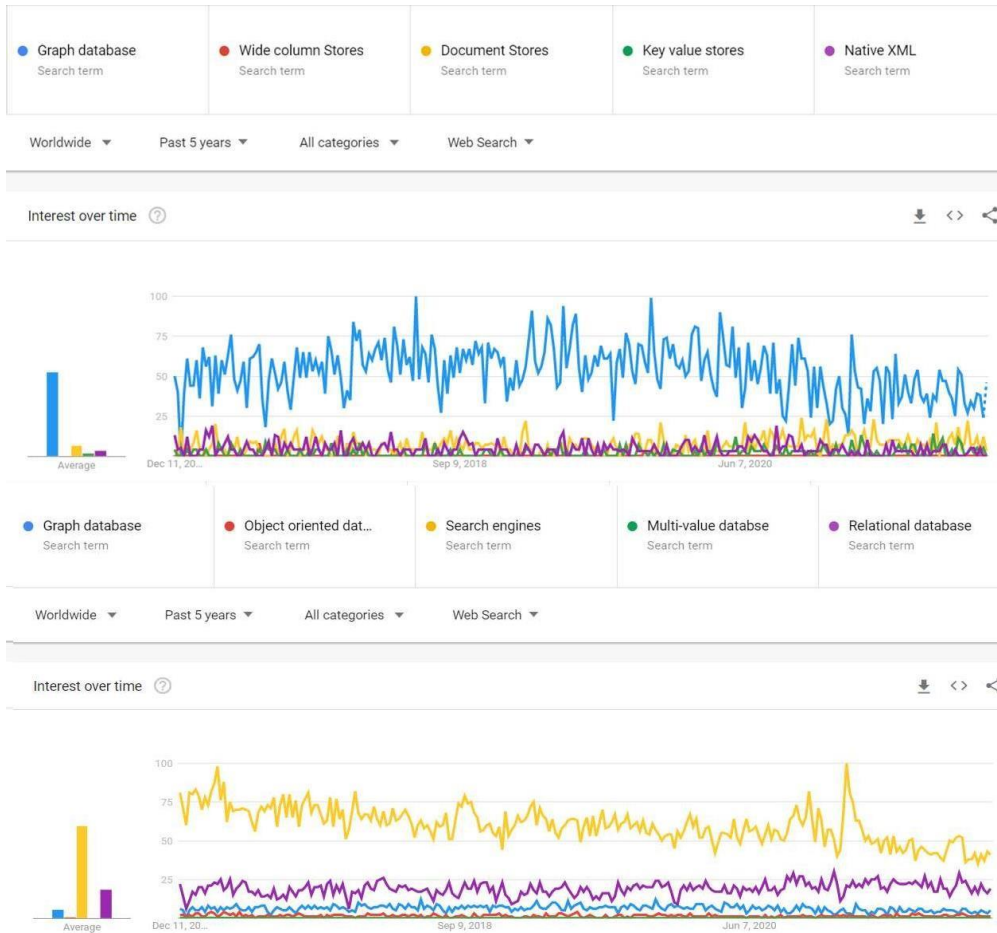 Graph database
Search term
Wide column Stores
Search term
Document Stores
Search term
Key value stores
Search term
Native XML
Search term
Worldwide
Past 5 years
All categories
Web Search
Interest over time
100
75
50
25
Average
Dec 11, 20...
Sep 9, 2018
Jun 7, 2020
Graph database
Search term
Object oriented dat...
Search term
Search engines
Search term
Multi-value databse
Search term
Relational database
Search term
Worldwide
Past 5 years
All categories
Web Search
Interest over time
100
75
50
25
Average
Dec 11, 20...
Sep 9, 2018
Jun 7, 2020